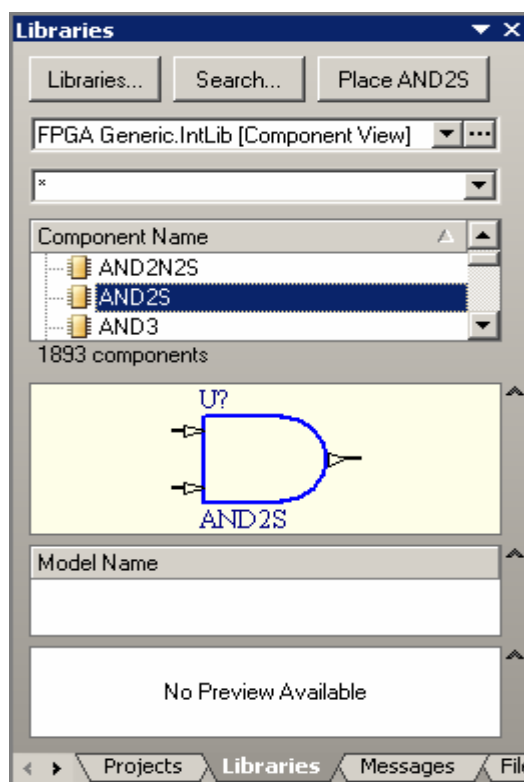 Libraries
Libraries... Search... Place AND2S
FPGA Generic.IntLib [Component View] ...
*
Component Name
AND2N2S
AND2S
AND3
1893 components
U?
AND2S
Model Name
No Preview Available
Projects Libraries Messages Fil